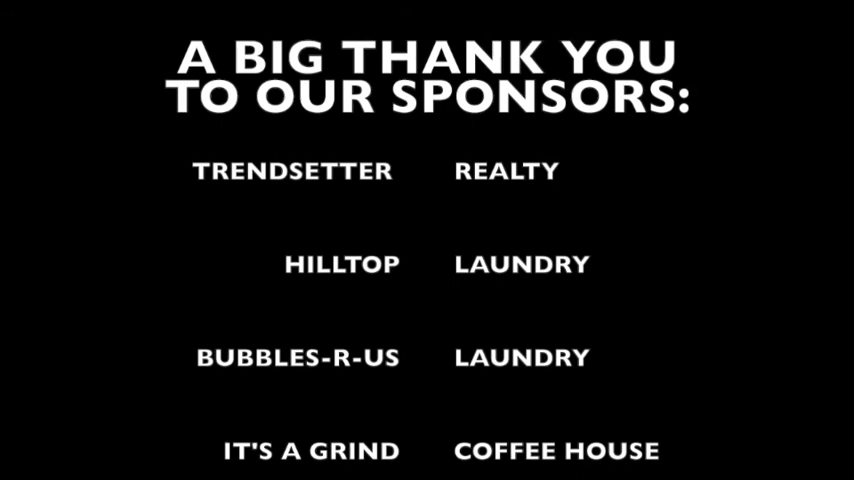 A BIG THANK YOU
TO OUR SPONSORS:
TRENDSETTER REALTY
HILLTOP LAUNDRY
BUBBLES-R-US LAUNDRY
IT'S A GRIND COFFEE HOUSE